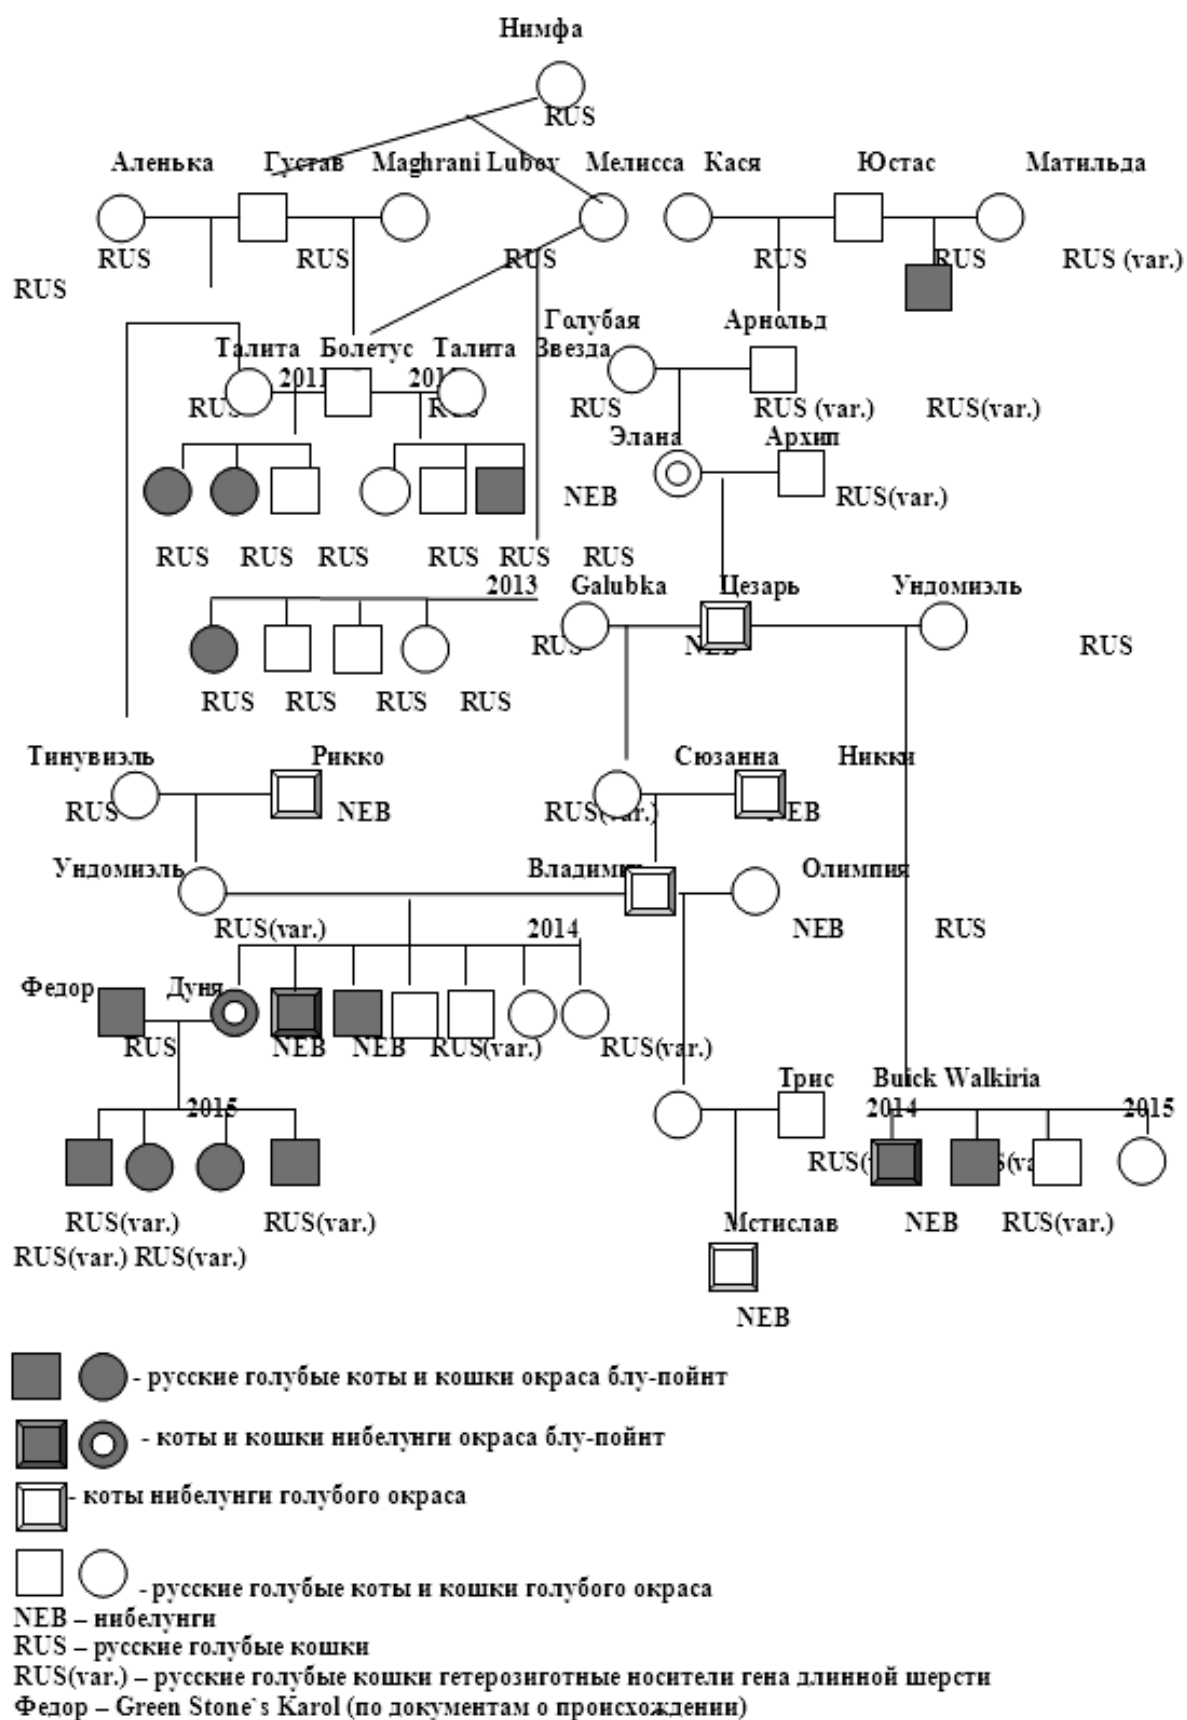 Нимфа
RUS
Аленька Густав Maghrani Lubov Мелисса Кася Юстас Матильда
RUS RUS RUS RUS RUS RUS (var.)
RUS
Голубая Арнольд
Талита Болетус Талита Звезда
2011
RUS RUS RUS (var.) RUS(var.)
Элана Архип
NEB RUS(var.)
RUS RUS RUS RUS RUS RUS
2013 Galubka Цезарь Ундомиэль
RUS NEB RUS
RUS RUS RUS RUS
Тинувиэль Рикко Сюзанна Никки
RUS NEB RUS(var.) NEB
Ундомиэль Владимир Олимпия
RUS(var.) 2014 NEB RUS
Федор Дуня
RUS NEB NEB RUS(var.) RUS(var.)
Трис Buick Walkiria
2015 2014 2015
RUS(var.) RUS(var.) Мстислав NEB RUS(var.)
RUS(var.) RUS(var.)
NEB
- русские голубые коты и кошки окраса блу-пойнт
- коты и кошки нибелунги окраса блу-пойнт
- коты нибелунги голубого окраса
- русские голубые коты и кошки голубого окраса
NEB – нибелунги
RUS – русские голубые кошки
RUS(var.) – русские голубые кошки гетерозиготные носители гена длинной шерсти
Федор – Green Stone`s Karol (по документам о происхождении)